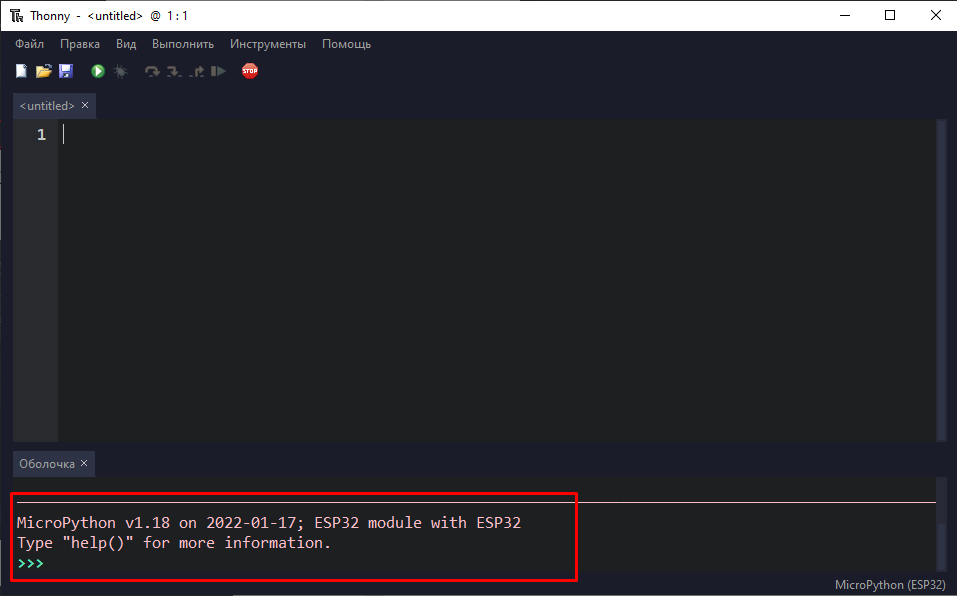 Thonny - <untitled> @ 1:1
Файл Правка Вид Выполнить Инструменты Помощь
STOP
<untitled> ×
1
Оболочка ×
MicroPython v1.18 on 2022-01-17; ESP32 module with ESP32
Type "help()" for more information.
>>>
MicroPython (ESP32)